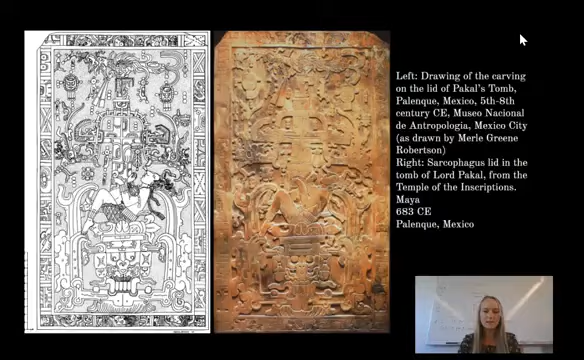 Left: Drawing of the carving
on the lid of Pakal's Tomb,
Palenque, Mexico, 5th-8th
century CE, Museo Nacional
de Antropologia, Mexico City
(as drawn by Merle Greene
Robertson)
Right: Sarcophagus lid in the
tomb of Lord Pakal, from the
Temple of the Inscriptions.
Maya
683 CE
Palenque, Mexico